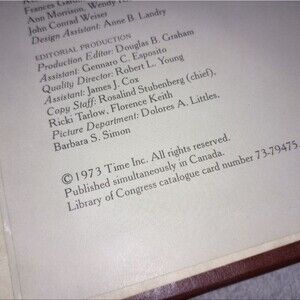 Frances
Ann Morrison, Wendy
John Conrad Weiser
Design Assistant: Anne B. Landry
EDITORIAL PRODUCTION
Production Editor: Douglas B. Graham
Assistant: Gennaro C. Esposito
Quality Director: Robert L. Young
Assistant: James J. Cox
Copy Staff: Rosalind Stubenberg (chief),
Ricki Tarlow, Florence Keith
Picture Department: Dolores A. Littles,
Barbara S. Simon
©1973 Time Inc. All rights reserved.
Published simultaneously in Canada.
Library of Congress catalogue card number 73-79475